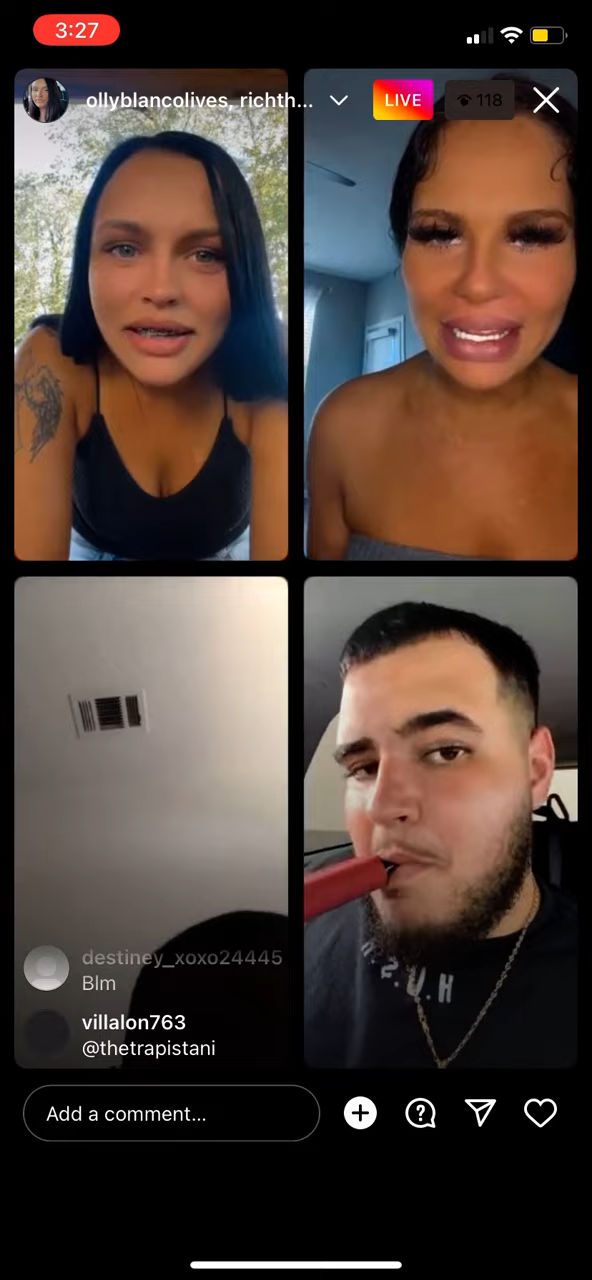 3:27
ollyblancolives, richth...
LIVE
118
destiney_xoxo24445
Blm
villalon763
@thetrapistani
Add a comment...